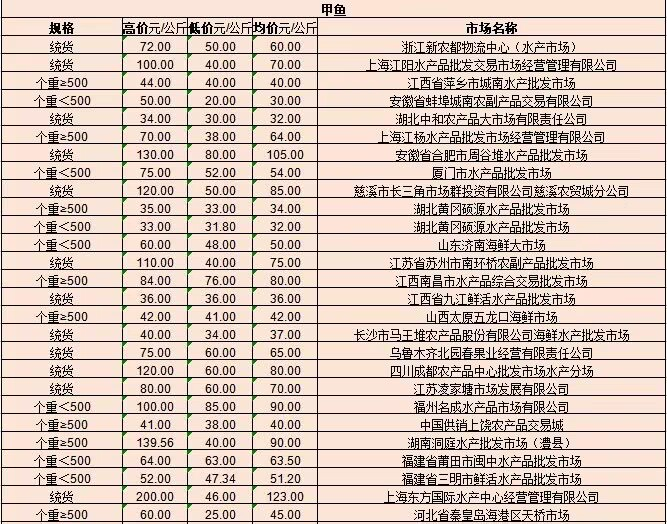 甲鱼
规格 高价元/公斤 低价元/公斤 均价元/公斤 市场名称
统货 72.00 50.00 60.00 浙江新农都物流中心（水产市场）
统货 100.00 40.00 70.00 上海江阳水产品批发交易市场经营管理有限公司
个重≥500 44.00 40.00 40.00 江西省萍乡市城南水产批发市场
个重＜500 50.00 20.00 30.00 安徽省蚌埠城南农副产品交易有限公司
统货 34.00 30.00 32.00 湖北中和农产品大市场有限责任公司
个重≥500 70.00 38.00 64.00 上海江杨水产品批发市场经营管理有限公司
统货 130.00 80.00 105.00 安徽省合肥市周谷堆水产品批发市场
个重＜500 75.00 52.00 54.00 厦门市水产品批发市场
统货 120.00 50.00 85.00 慈溪市长三角市场群投资有限公司慈溪农贸城分公司
个重≥500 35.00 33.00 34.00 湖北黄冈硕源水产品批发市场
个重＜500 33.00 31.80 32.00 湖北黄冈硕源水产品批发市场
个重＜500 60.00 48.00 50.00 山东济南海鲜大市场
统货 110.00 40.00 75.00 江苏省苏州市南环桥农副产品批发市场
个重≥500 84.00 76.00 80.00 江西南昌市水产品综合交易批发市场
统货 36.00 36.00 36.00 江西省九江鲜活水产品批发市场
个重≥500 42.00 41.00 42.00 山西太原五龙口海鲜市场
统货 40.00 34.00 37.00 长沙市马王堆农产品股份有限公司海鲜水产批发市场
统货 75.00 60.00 65.00 乌鲁木齐北园春果业经营有限责任公司
统货 120.00 60.00 80.00 四川成都农产品中心批发市场水产分场
统货 80.00 60.00 70.00 江苏凌家塘市场发展有限公司
个重＜500 100.00 85.00 90.00 福州名成水产品市场有限公司
个重≥500 41.00 38.00 40.00 中国供销上饶农产品交易城
个重≥500 139.56 40.00 90.00 湖南洞庭水产批发市场（澧县）
个重＜500 64.00 63.00 63.50 福建省莆田市闽中水产品批发市场
个重＜500 52.00 47.34 51.20 福建省三明市鲜活水产批发市场
统货 200.00 46.00 123.00 上海东方国际水产中心经营管理有限公司
个重≥500 60.00 25.00 45.00 河北省秦皇岛海港区天桥市场